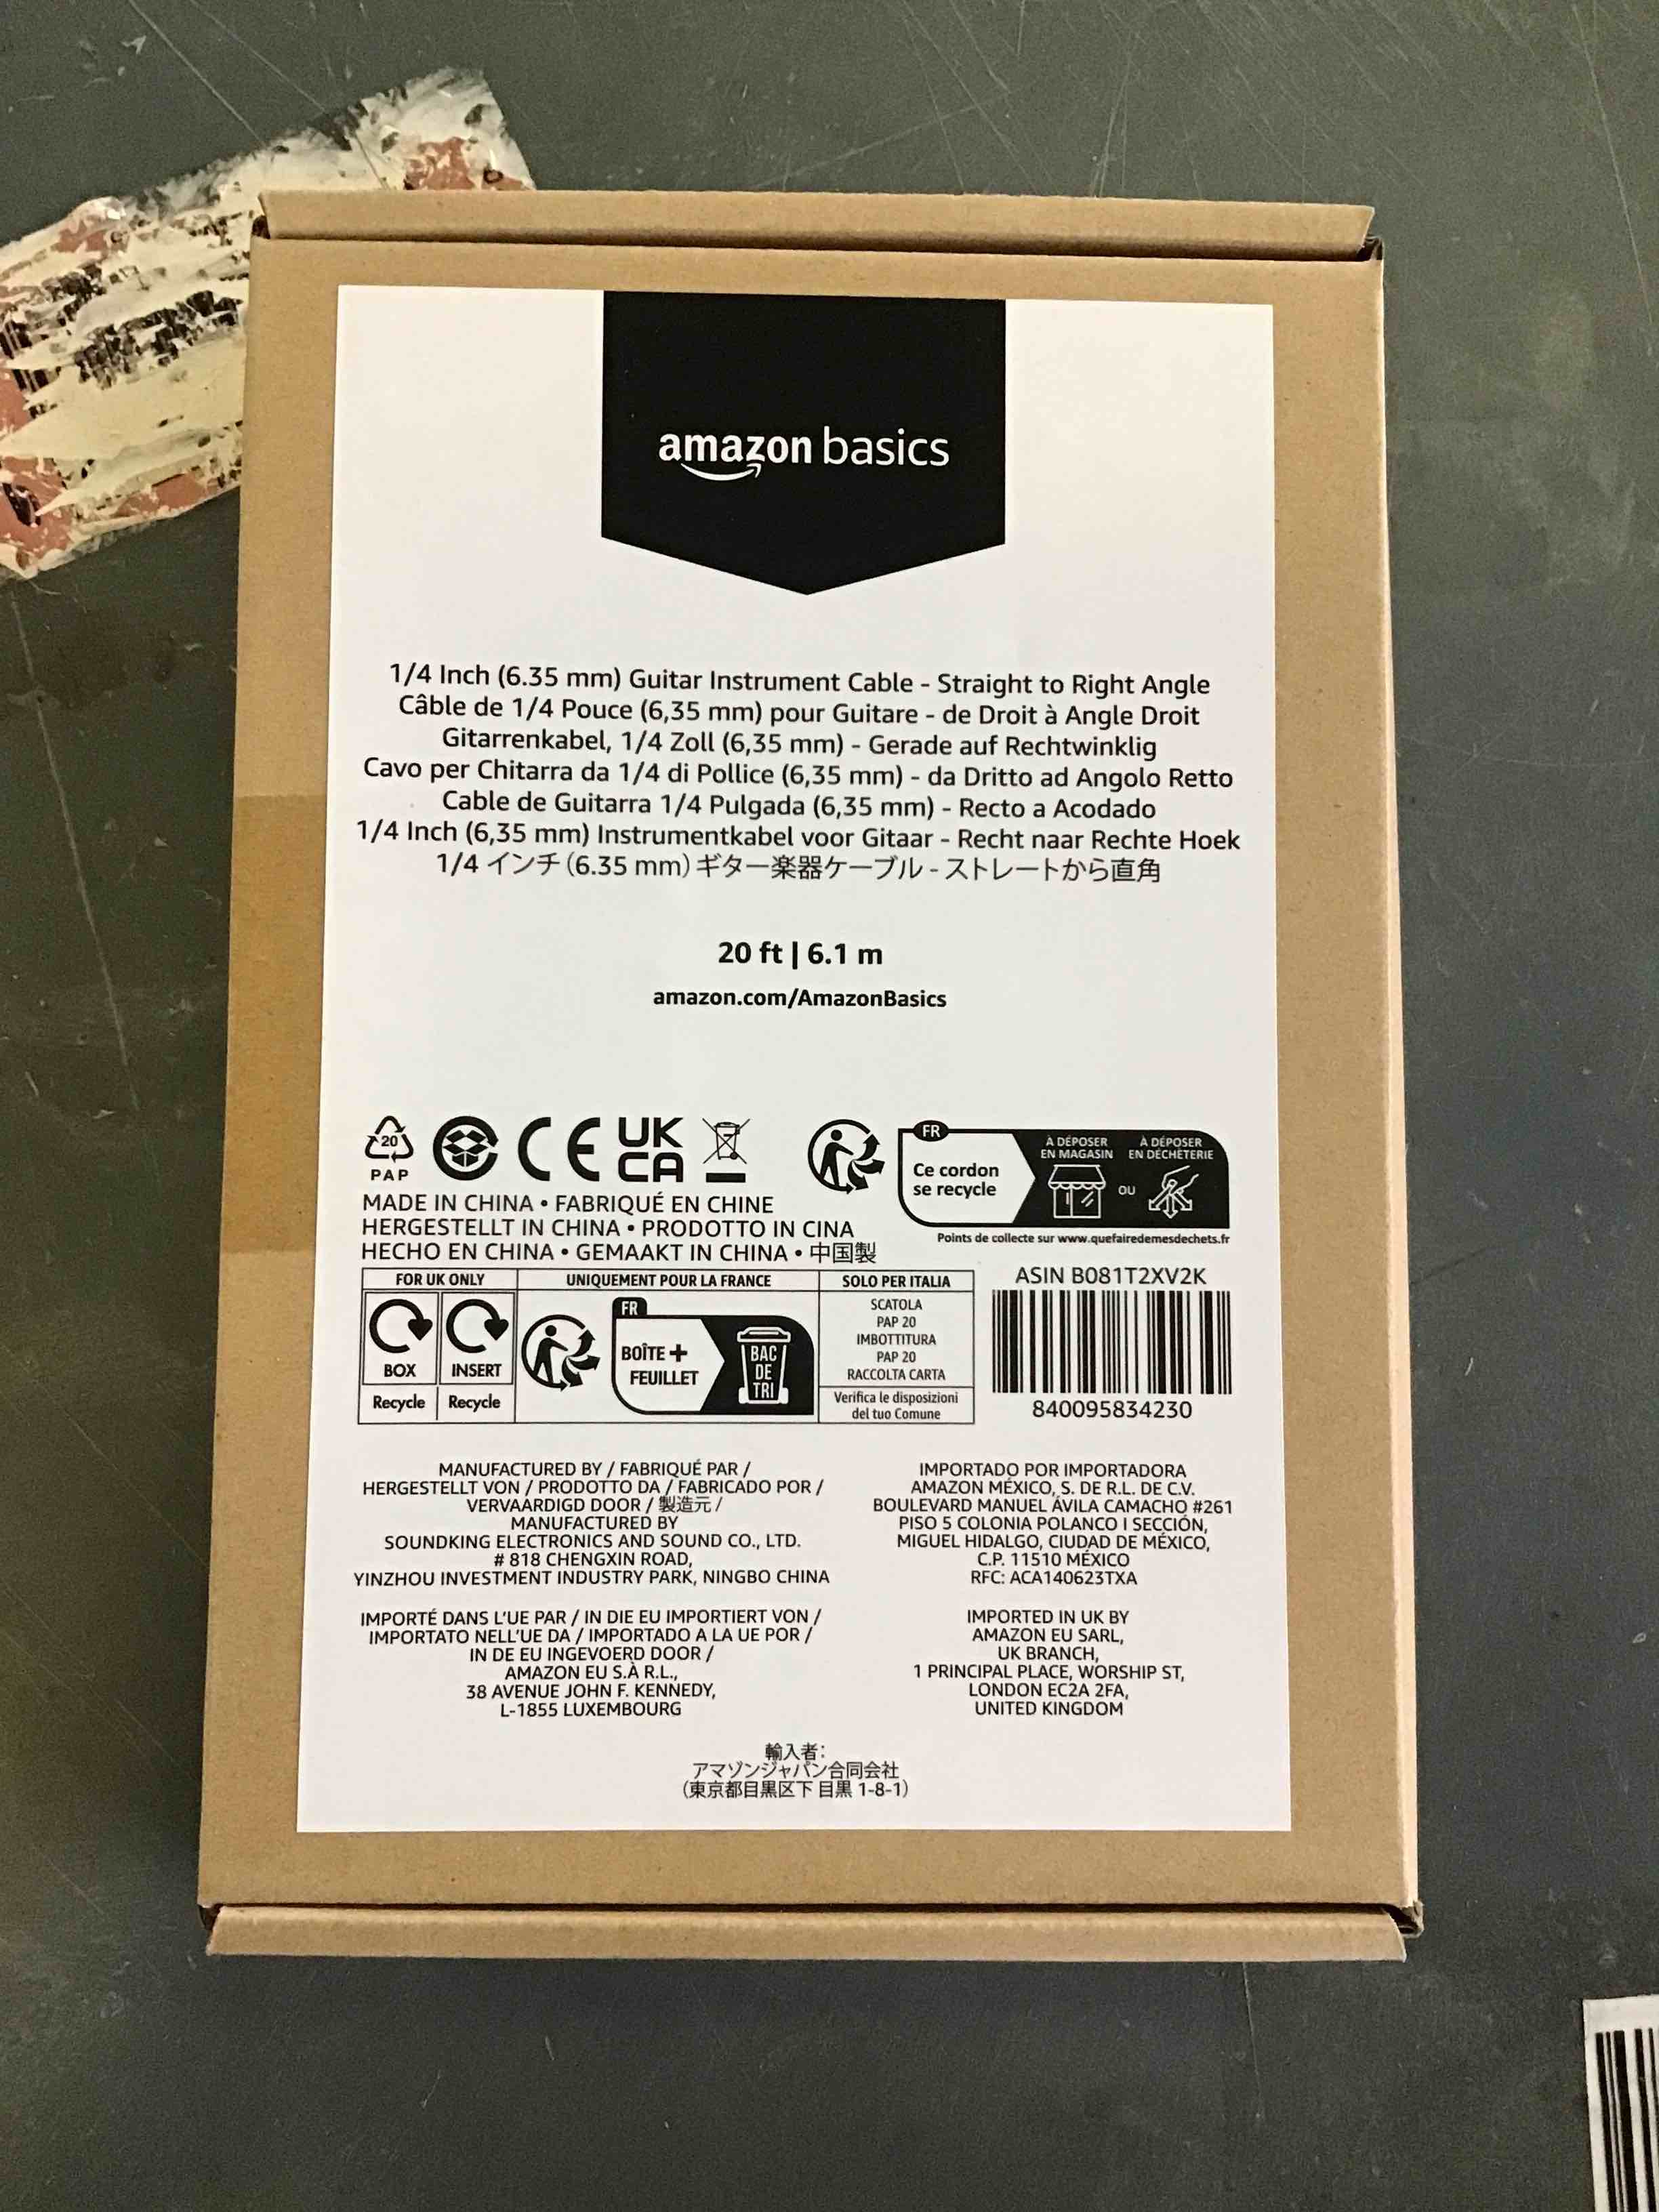 amazon basics
1/4 Inch (6.35 mm) Guitar Instrument Cable - Straight to Right Angle
Câble de 1/4 Pouce (6,35 mm) pour Guitare - de Droit à Angle Droit
Gitarrenkabel, 1/4 Zoll (6,35 mm) - Gerade auf Rechtwinklig
Cavo per Chitarra da 1/4 di Pollice (6,35 mm) - da Dritto ad Angolo Retto
Cable de Guitarra 1/4 Pulgada (6,35 mm) - Recto a Acodado
1/4 Inch (6,35 mm) Instrumentkabel voor Gitaar - Recht naar Rechte Hoek
1/4 インチ (6.35 mm) ギター楽器ケーブル - ストレートから直角
20 ft | 6.1 m
amazon.com/AmazonBasics
20
PAP
CE
UK
CA
FR
Ce cordon
se recycle
À DÉPOSER
EN MAGASIN
OU
À DÉPOSER
EN DÉCHÈTERIE
Points de collecte sur www.quefairedemesdechets.fr
MADE IN CHINA • FABRIQUÉ EN CHINE
HERGESTELLT IN CHINA • PRODOTTO IN CINA
HECHO EN CHINA • GEMAAKT IN CHINA • 中国製
FOR UK ONLY
BOX
INSERT
Recycle
Recycle
UNIQUEMENT POUR LA FRANCE
FR
BOÎTE +
FEUILLET
BAC
DE
TRI
SOLO PER ITALIA
SCATOLA
PAP 20
IMBOTTITURA
PAP 20
RACCOLTA CARTA
Verifica le disposizioni
del tuo Comune
ASIN B081T2XV2K
840095834230
MANUFACTURED BY / FABRIQUÉ PAR /
HERGESTELLT VON / PRODOTTO DA / FABRICADO POR /
VERVAARDIGD DOOR / 製造元 /
MANUFACTURED BY
SOUNDKING ELECTRONICS AND SOUND CO., LTD.
# 818 CHENGXIN ROAD,
YINZHOU INVESTMENT INDUSTRY PARK, NINGBO CHINA
IMPORTADO POR IMPORTADORA
AMAZON MÉXICO, S. DE R.L. DE C.V.
BOULEVARD MANUEL ÁVILA CAMACHO #261
PISO 5 COLONIA POLANCO I SECCIÓN,
MIGUEL HIDALGO, CIUDAD DE MÉXICO,
C.P. 11510 MÉXICO
RFC: ACA140623TXA
IMPORTÉ DANS L'UE PAR / IN DIE EU IMPORTIERT VON /
IMPORTATO NELL'UE DA / IMPORTADO A LA UE POR /
IN DE EU INGEVOERD DOOR /
AMAZON EU S.À R.L.,
38 AVENUE JOHN F. KENNEDY,
L-1855 LUXEMBOURG
IMPORTED IN UK BY
AMAZON EU SARL,
UK BRANCH,
1 PRINCIPAL PLACE, WORSHIP ST,
LONDON EC2A 2FA,
UNITED KINGDOM
輸入者:
アマゾンジャパン合同会社
(東京都目黒区下目黒 1-8-1)